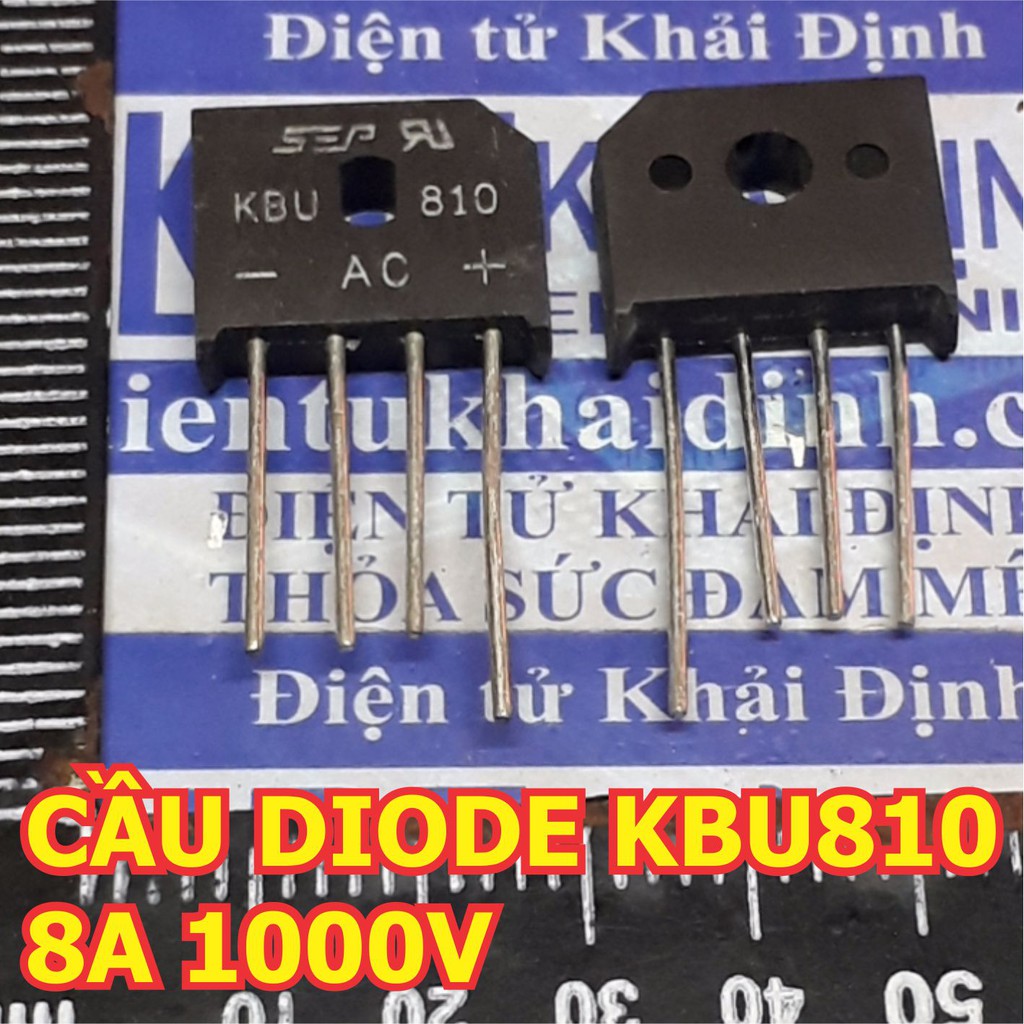 Điện tử Khải Định
SEP
KBU 810
− AC +
ientukhaidinh.c
ĐIỆN TỬ KHẢI ĐỊNH
THỎA SỨC ĐAM MÊ
Điện tử Khải Định
CẦU DIODE KBU810
8A 1000V
10 20 30 40 50